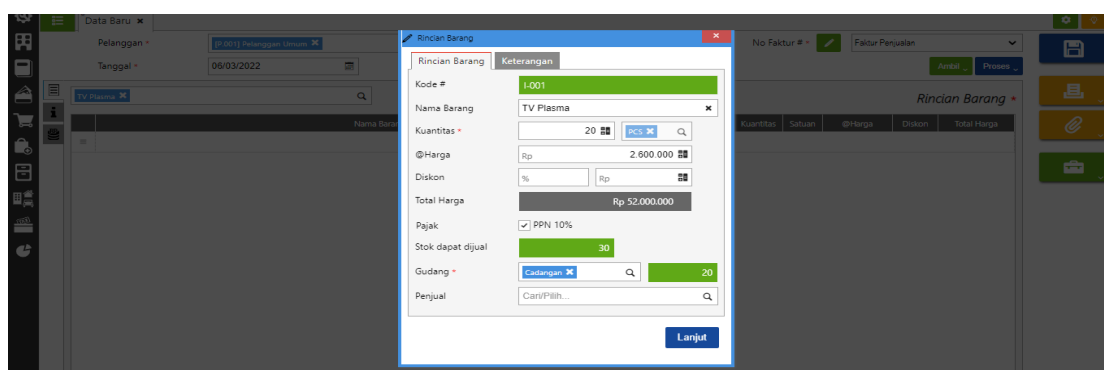 Data Baru
Pelanggan *
[P.001] Pelanggan Umum
No Faktur # *
Faktur Penjualan
Tanggal *
06/03/2022
Ambil
Proses
TV Plasma
Rincian Barang *
Nama Barang
Kuantitas
Satuan
@Harga
Diskon
Total Harga
Rincian Barang
Rincian Barang
Keterangan
Kode #
I-001
Nama Barang
TV Plasma
Kuantitas *
20
PCS
@Harga
Rp
2.600.000
Diskon
%
Rp
Total Harga
Rp 52.000.000
Pajak
PPN 10%
Stok dapat dijual
30
Gudang *
Cadangan
20
Penjual
Cari/Pilih...
Lanjut